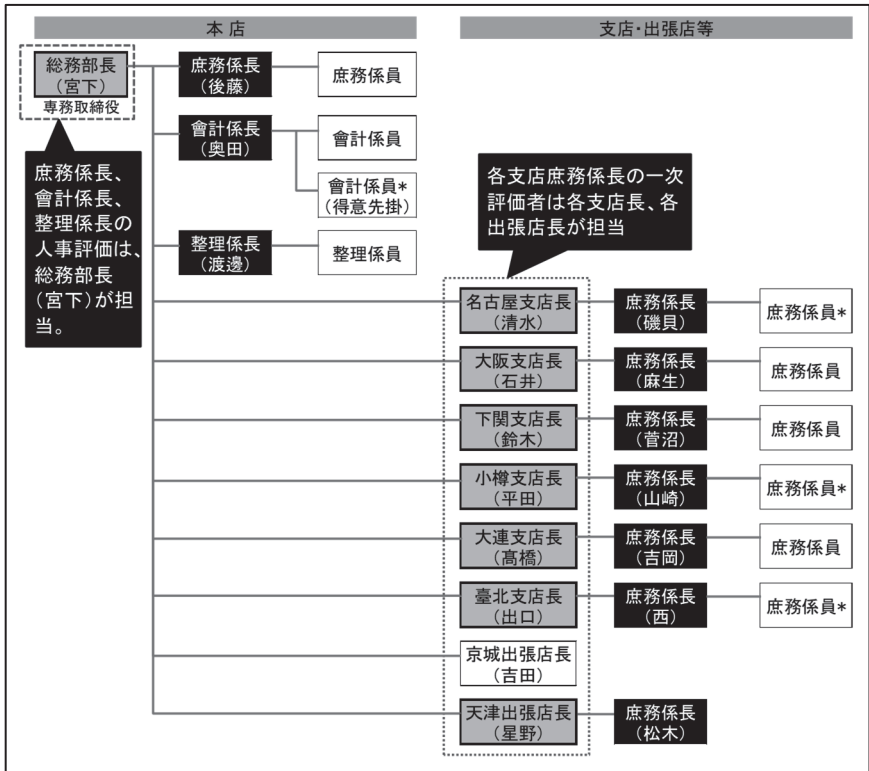 本店
支店・出張店等
総務部長
（宮下）
専務取締役
庶務係長
（後藤）
庶務係員
會計係長
（奥田）
會計係員
會計係員*
（得意先掛）
整理係長
（渡邊）
整理係員
庶務係長、
會計係長、
整理係長の
人事評価は、
総務部長
（宮下）が担
当。
各支店庶務係長の一次
評価者は各支店長、各
出張店長が担当
名古屋支店長
（清水）
庶務係長
（磯貝）
庶務係員*
大阪支店長
（石井）
庶務係長
（麻生）
庶務係員
下関支店長
（鈴木）
庶務係長
（菅沼）
庶務係員
小樽支店長
（平田）
庶務係長
（山崎）
庶務係員*
大連支店長
（髙橋）
庶務係長
（吉岡）
庶務係員
臺北支店長
（出口）
庶務係長
（西）
庶務係員*
京城出張店長
（吉田）
天津出張店長
（星野）
庶務係長
（松木）